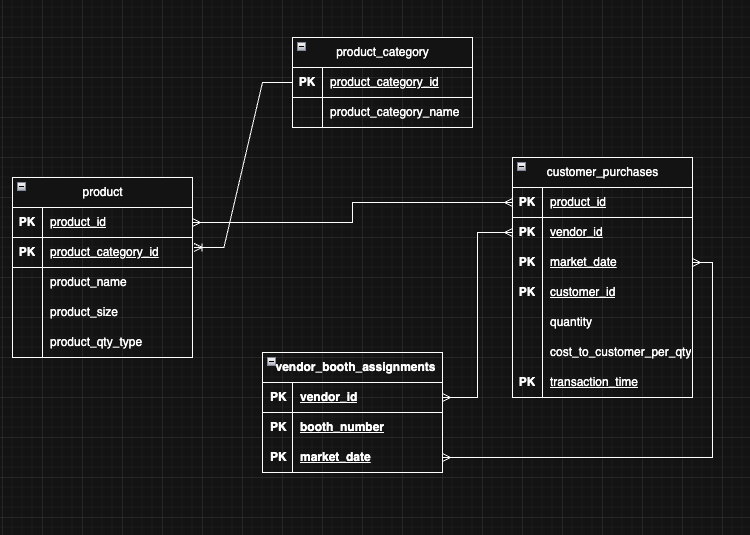 product_category
PK product_category_id
product_category_name
product
PK product_id
PK product_category_id
product_name
product_size
product_qty_type
customer_purchases
PK product_id
PK vendor_id
PK market_date
PK customer_id
quantity
cost_to_customer_per_qty
PK transaction_time
vendor_booth_assignments
PK vendor_id
PK booth_number
PK market_date